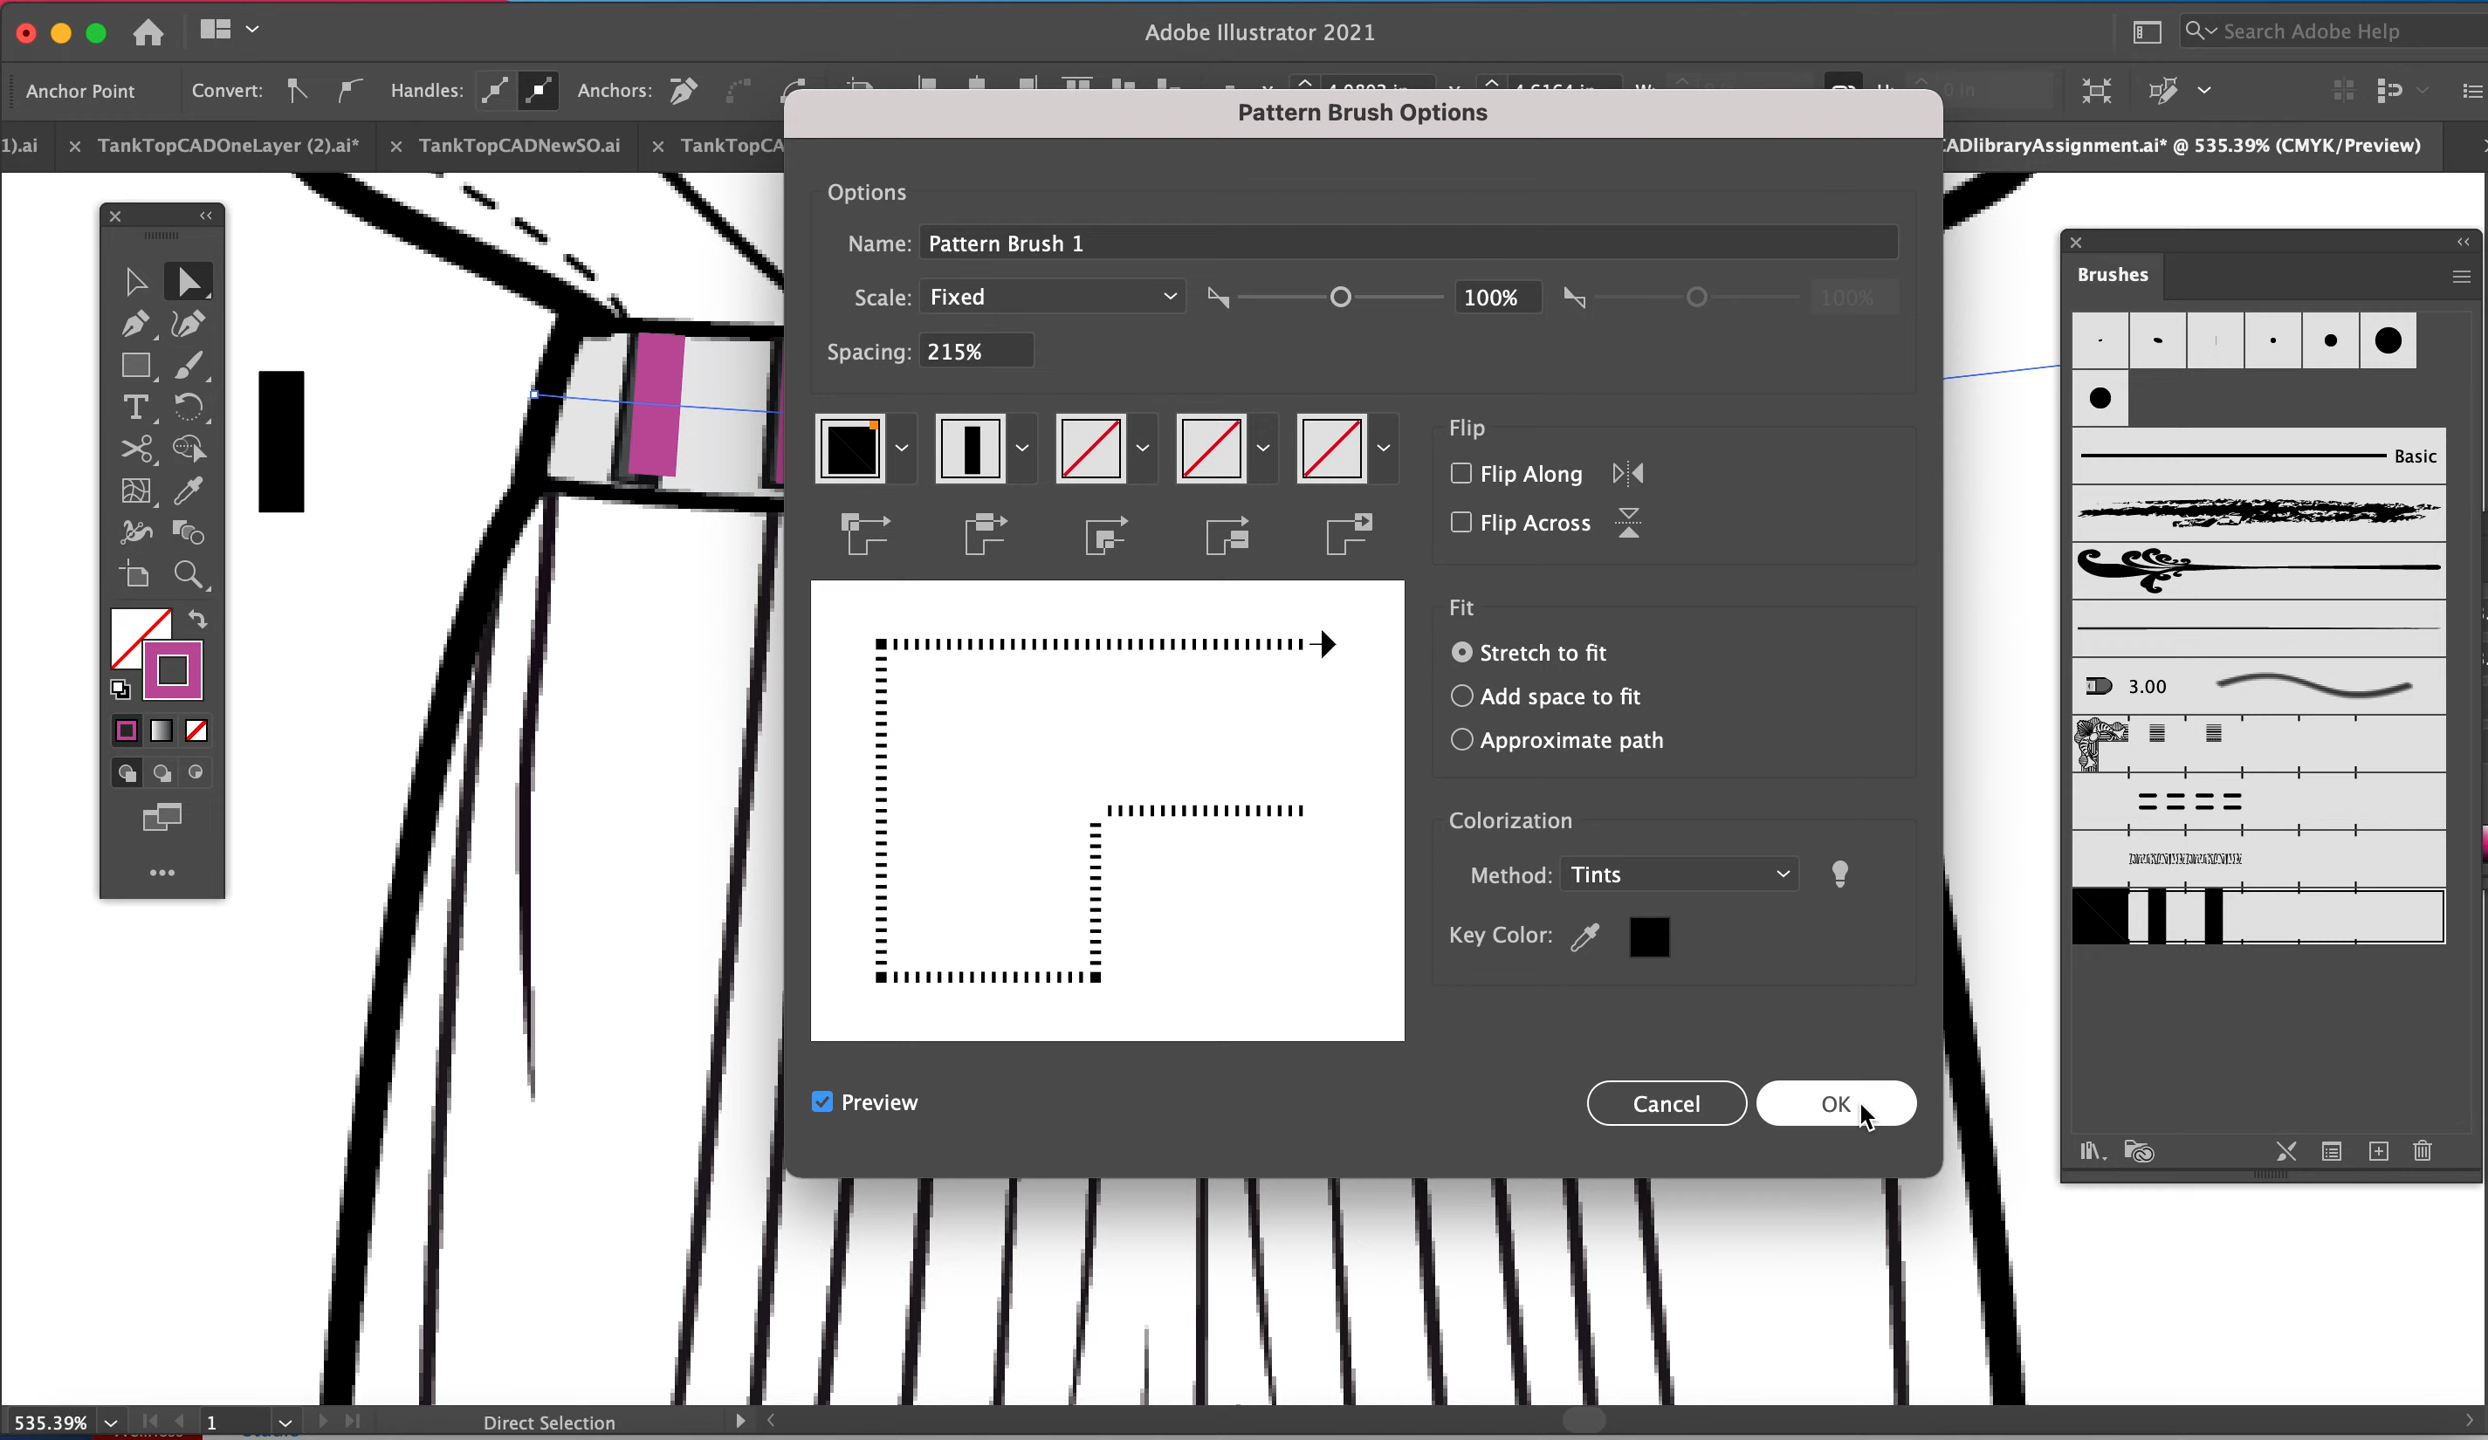 Adobe Illustrator 2021
Search Adobe Help
Anchor Point
Convert:
Handles:
Anchors:
1).ai
TankTopCADOneLayer (2).ai*
TankTopCADNewSO.ai
TankTopCA
ADlibraryAssignment.ai* @ 535.39% (CMYK/Preview)
Pattern Brush Options
Options
Name: Pattern Brush 1
Scale: Fixed
100%
100%
Spacing: 215%
Flip
Flip Along
Flip Across
Fit
Stretch to fit
Add space to fit
Approximate path
Colorization
Method: Tints
Key Color:
Preview
Cancel
OK
Brushes
Basic
3.00
535.39%
1
Direct Selection